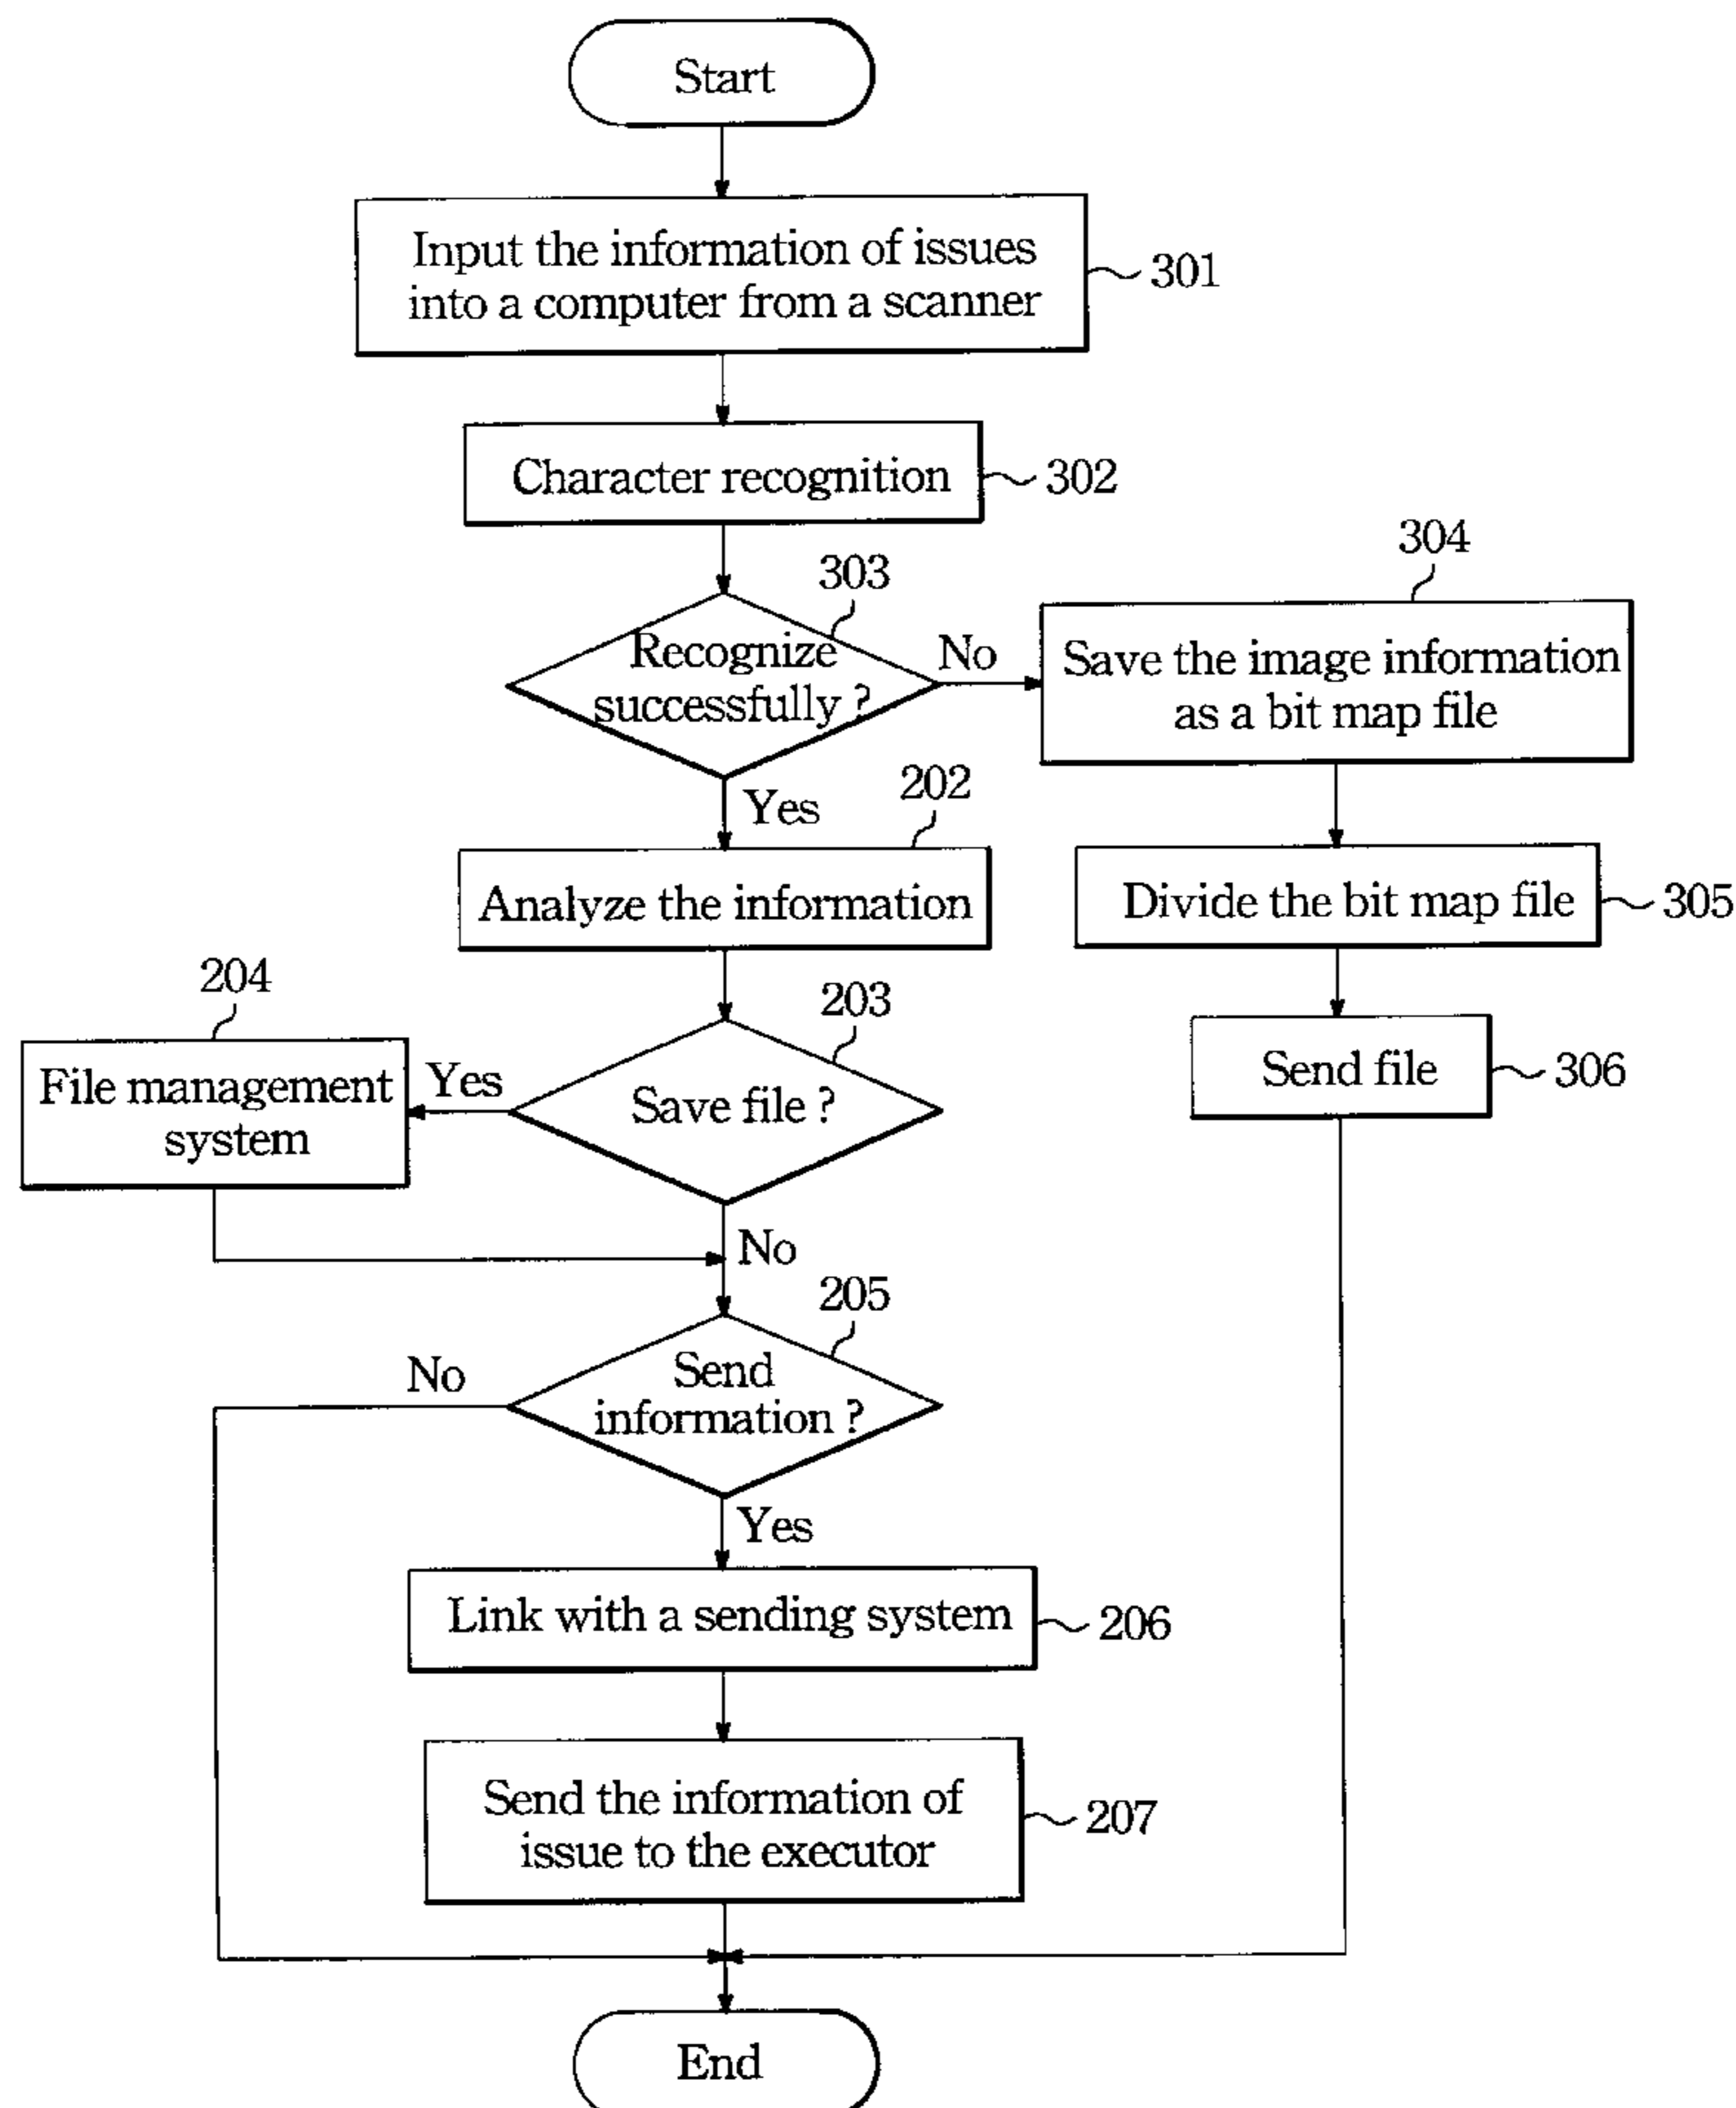 Start
Input the information of issues
into a computer from a scanner
301
Character recognition
302
303
Recognize
successfully ?
No
304
Save the image information
as a bit map file
Yes
202
Analyze the information
Divide the bit map file
305
204
File management
system
Yes
203
Save file ?
Send file
306
No
205
Send
information ?
No
Yes
Link with a sending system
206
Send the information of
issue to the executor
207
End